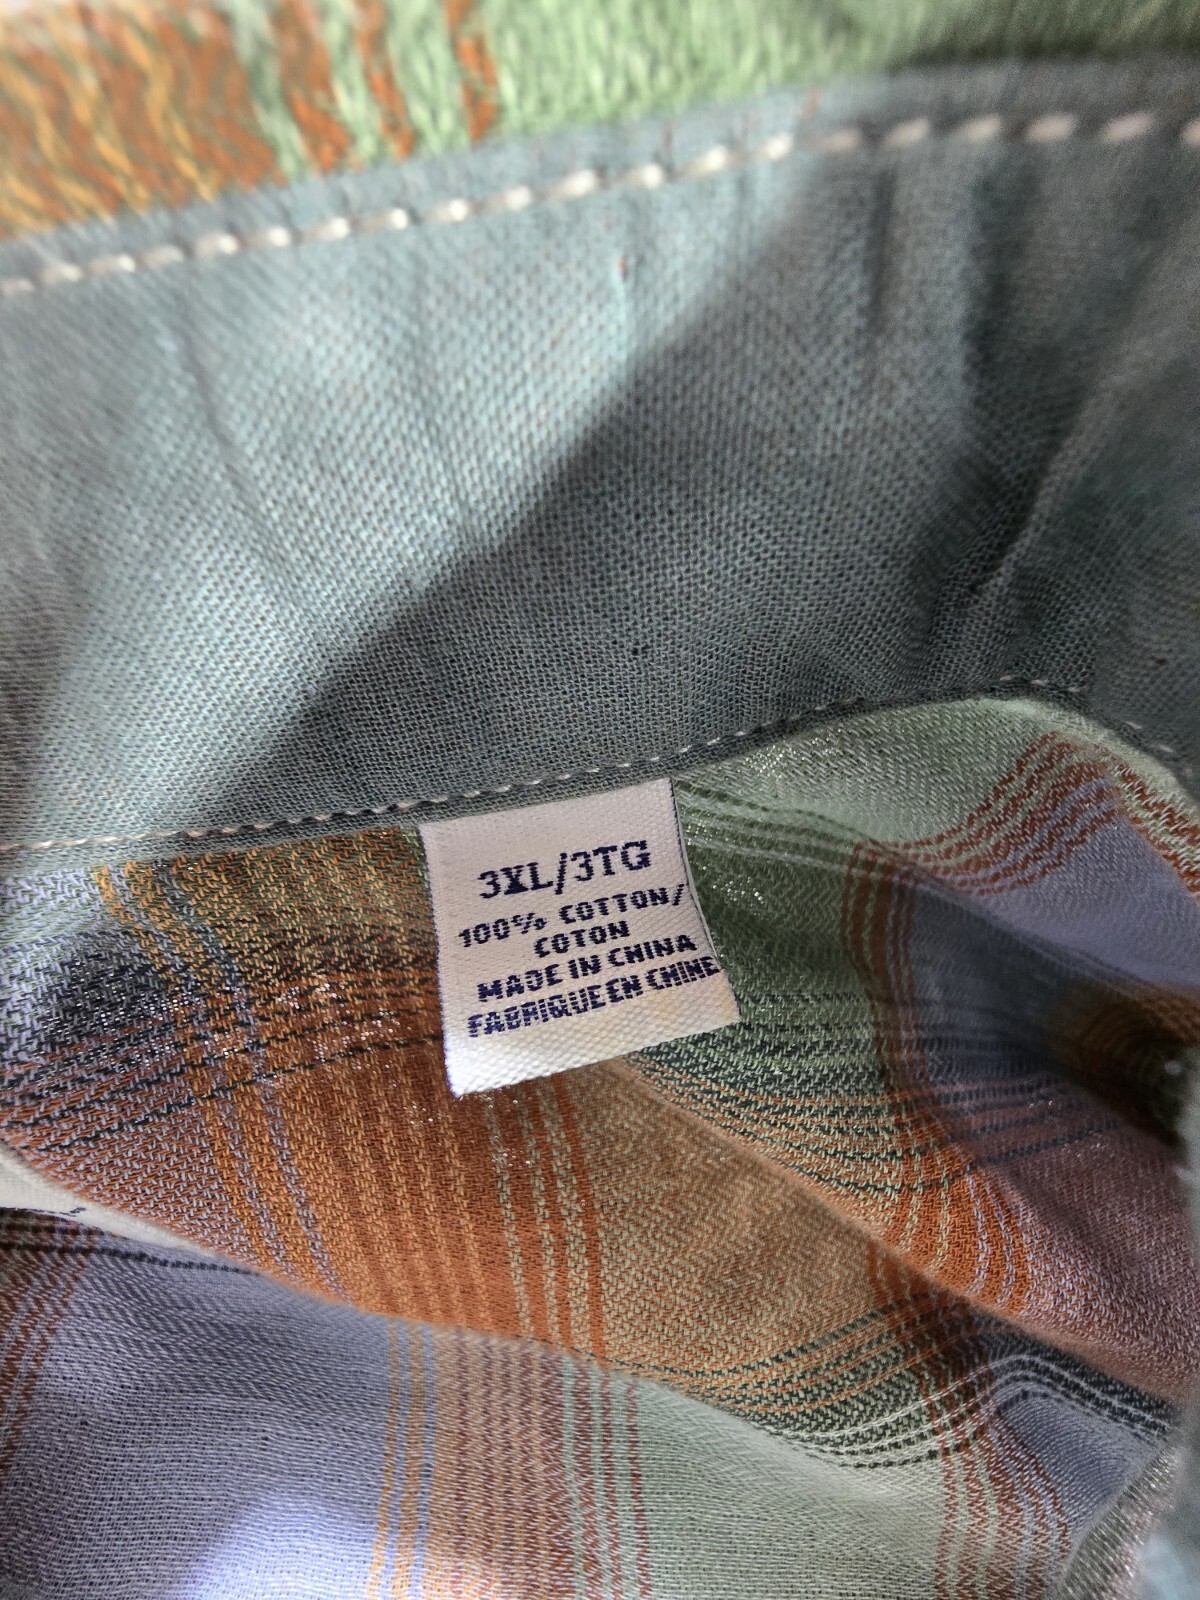 3XL/3TG
100% COTTON/
COTON
MADE IN CHINA
FABRIQUE EN CHINE